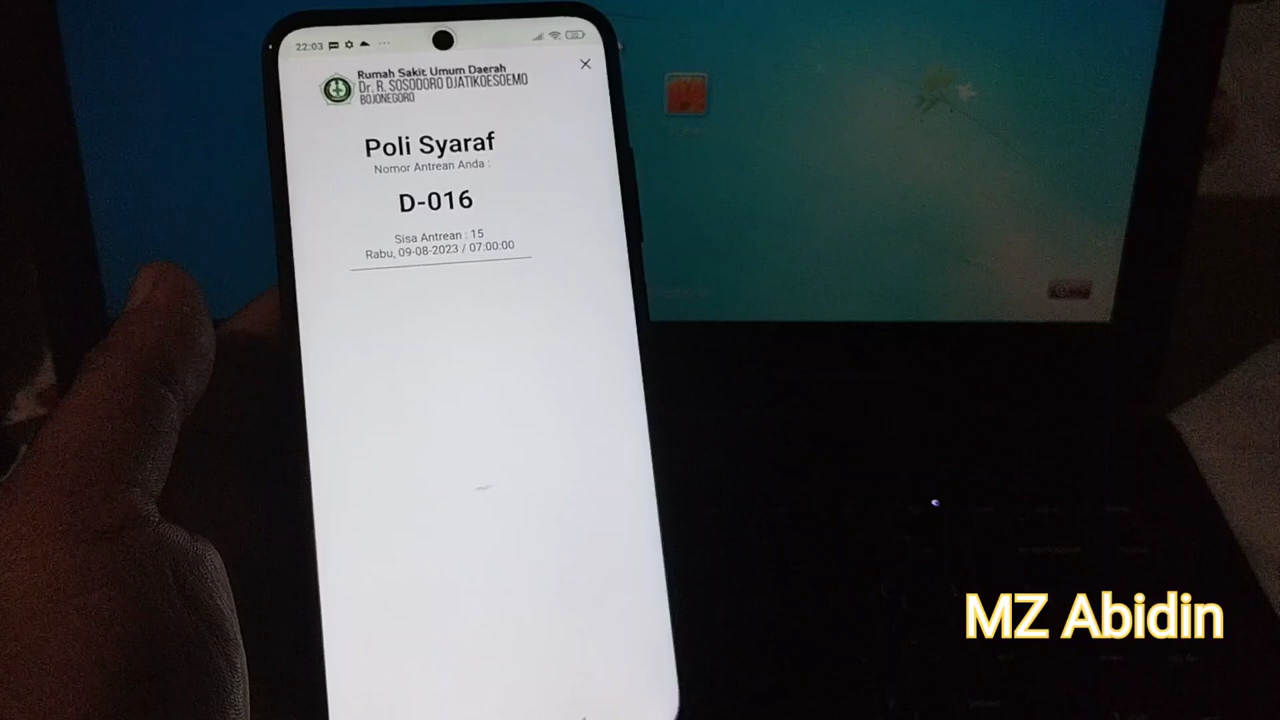 22:03
Rumah Sakit Umum Daerah
Dr. R. SOSODORO DJATIKOESOEMO
BOJONEGORO
Poli Syaraf
Nomor Antrean Anda :
D-016
Sisa Antrean : 15
Rabu, 09-08-2023 / 07:00:00
MZ Abidin